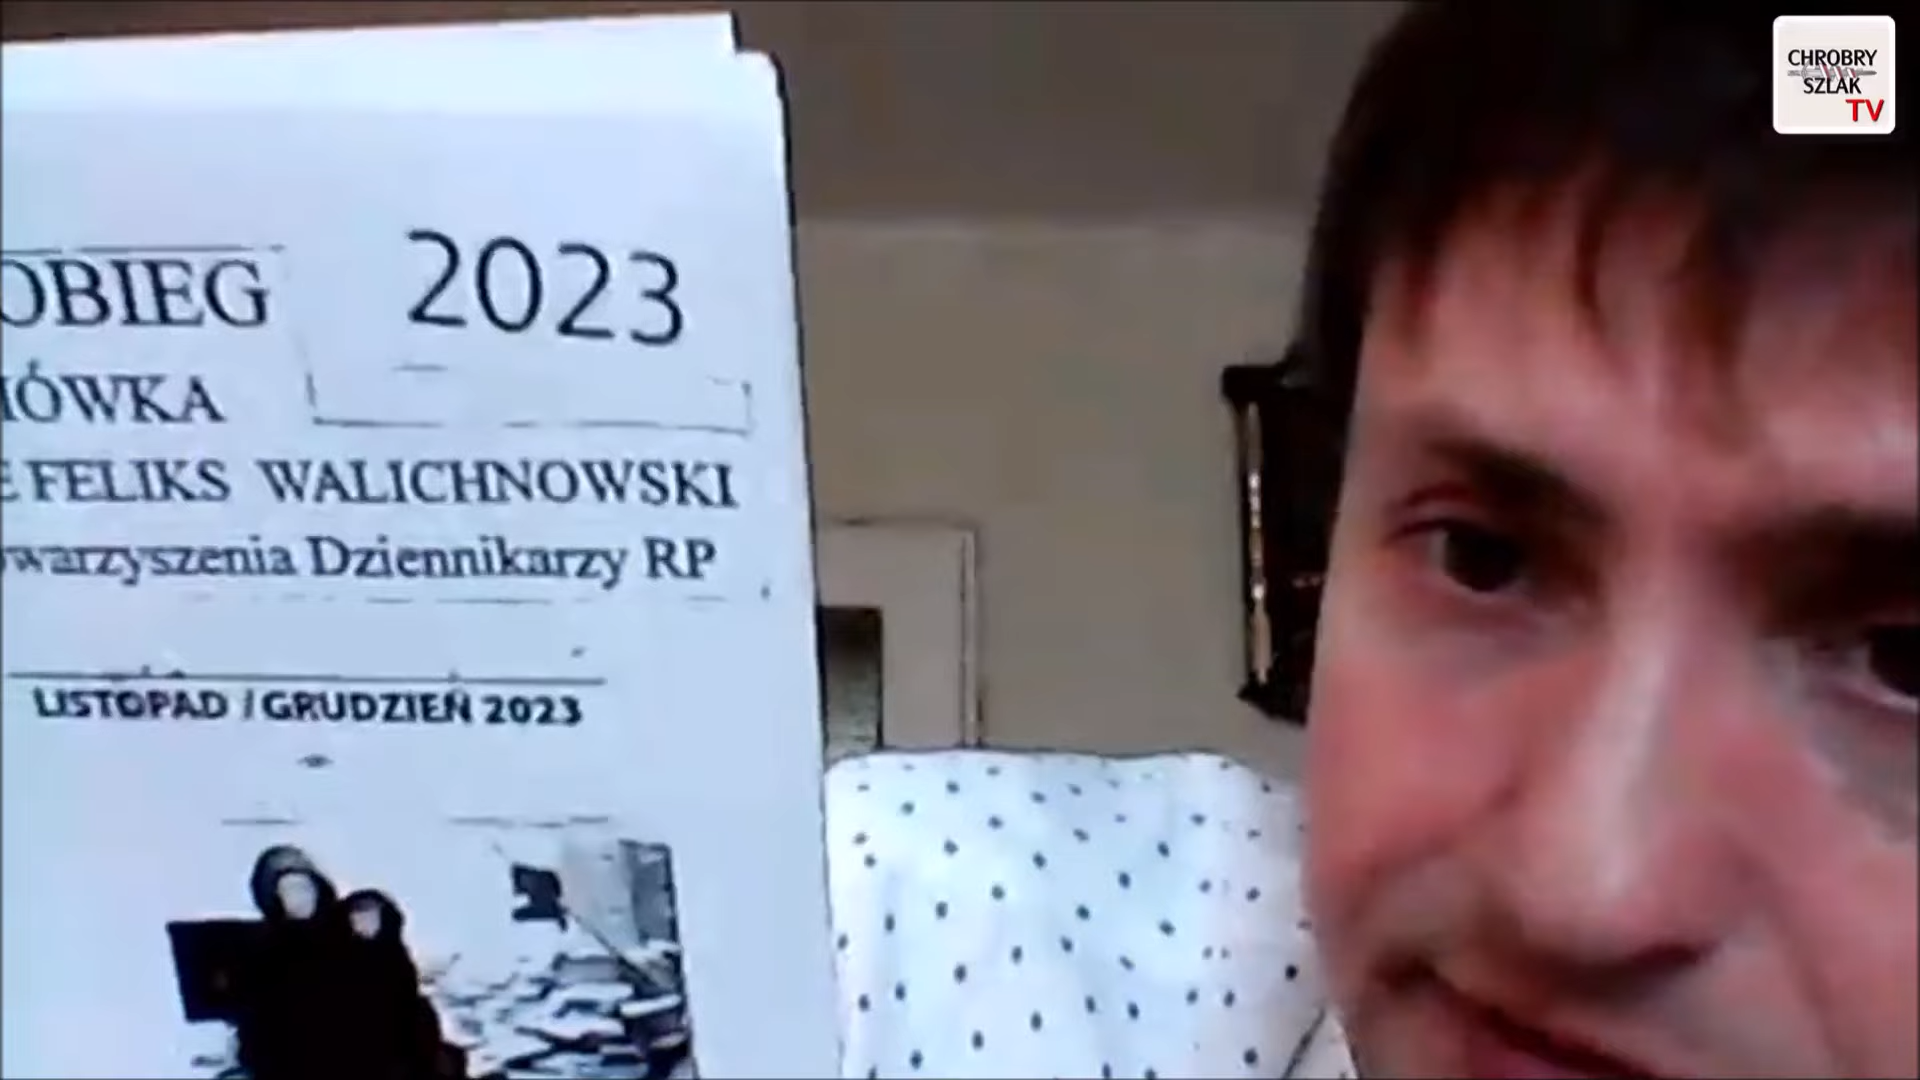 CHROBRY
SZLAK
TV
OBIEG 2023
ÓWKA
E FELIKS WALICHNOWSKI
owarzyszenia Dziennikarzy RP
LISTOPAD / GRUDZIEŃ 2023